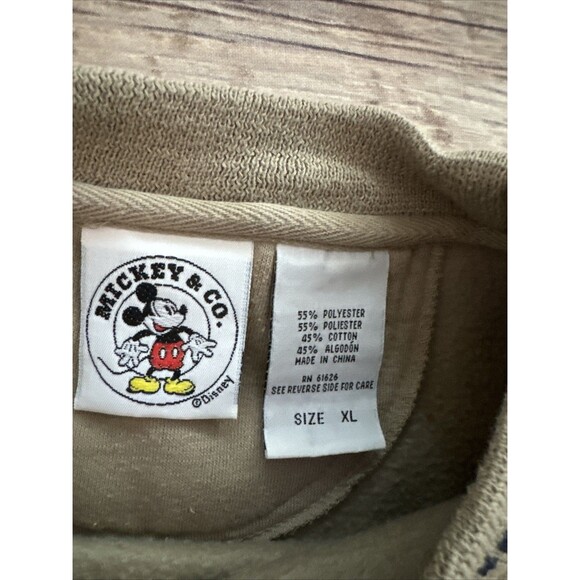 MICKEY & CO.
©Disney
55% POLYESTER
55% POLIESTER
45% COTTON
45% ALGODÓN
MADE IN CHINA
RN 61626
SEE REVERSE SIDE FOR CARE
SIZE XL